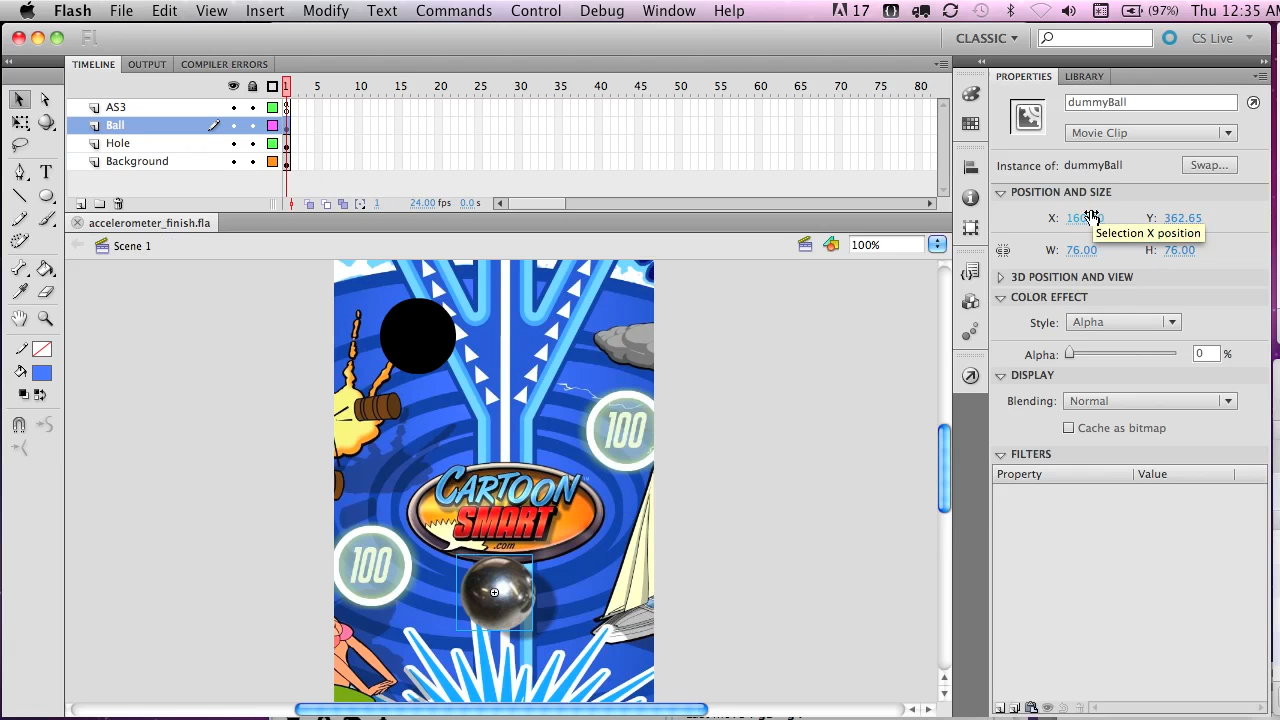 Flash File Edit View Insert Modify Text Commands Control Debug Window Help 17 (97%) Thu 12:35 AM
Fl CLASSIC CS Live
TIMELINE OUTPUT COMPILER ERRORS
1 5 10 15 20 25 30 35 40 45 50 55 60 65 70 75 80
AS3
Ball
Hole
Background
1 24.00 fps 0.0 s
accelerometer_finish.fla
Scene 1 100%
100
CARTOON
SMART
.com
100
PROPERTIES LIBRARY
dummyBall
Movie Clip
Instance of: dummyBall Swap...
POSITION AND SIZE
X: Y: 362.65
Selection X position
W: 76.00 H: 76.00
3D POSITION AND VIEW
COLOR EFFECT
Style: Alpha
Alpha: 0 %
DISPLAY
Blending: Normal
Cache as bitmap
FILTERS
Property Value